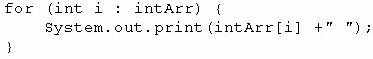 for (int i : intArr) {
    System.out.print(intArr[i] +" ");
}